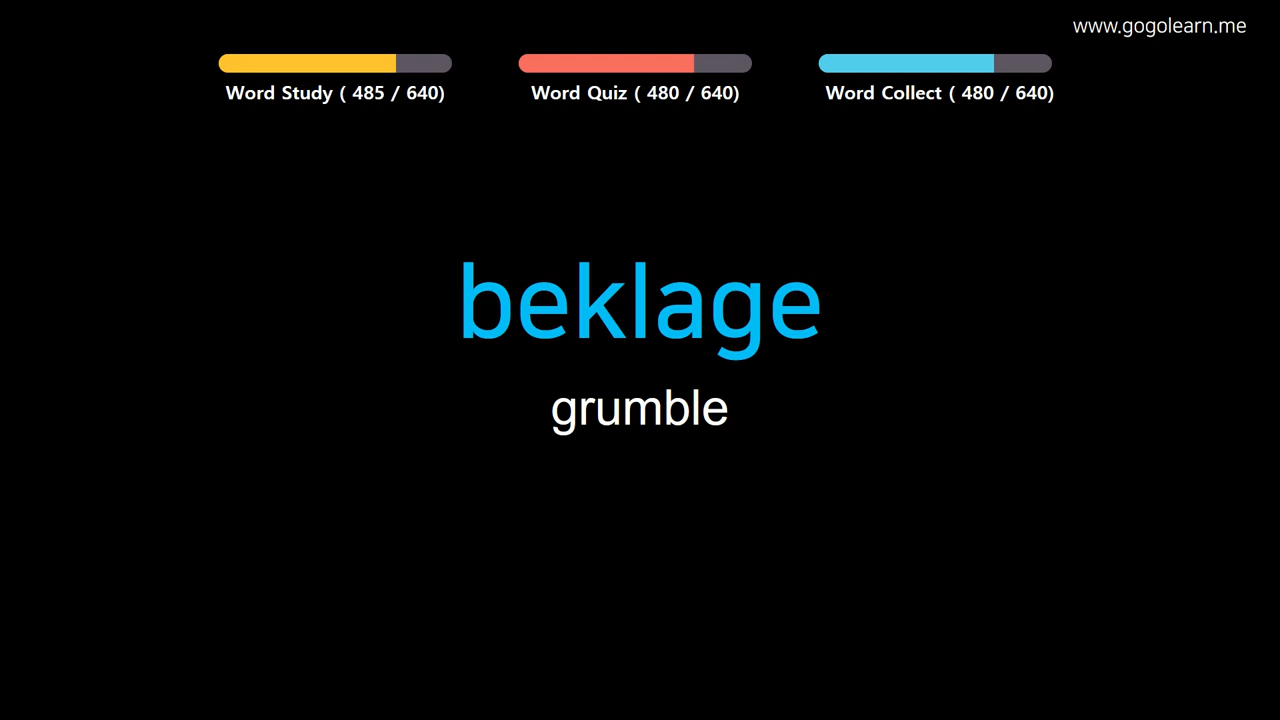 www.gogolearn.me
Word Study ( 485 / 640)
Word Quiz ( 480 / 640)
Word Collect ( 480 / 640)
beklage
grumble